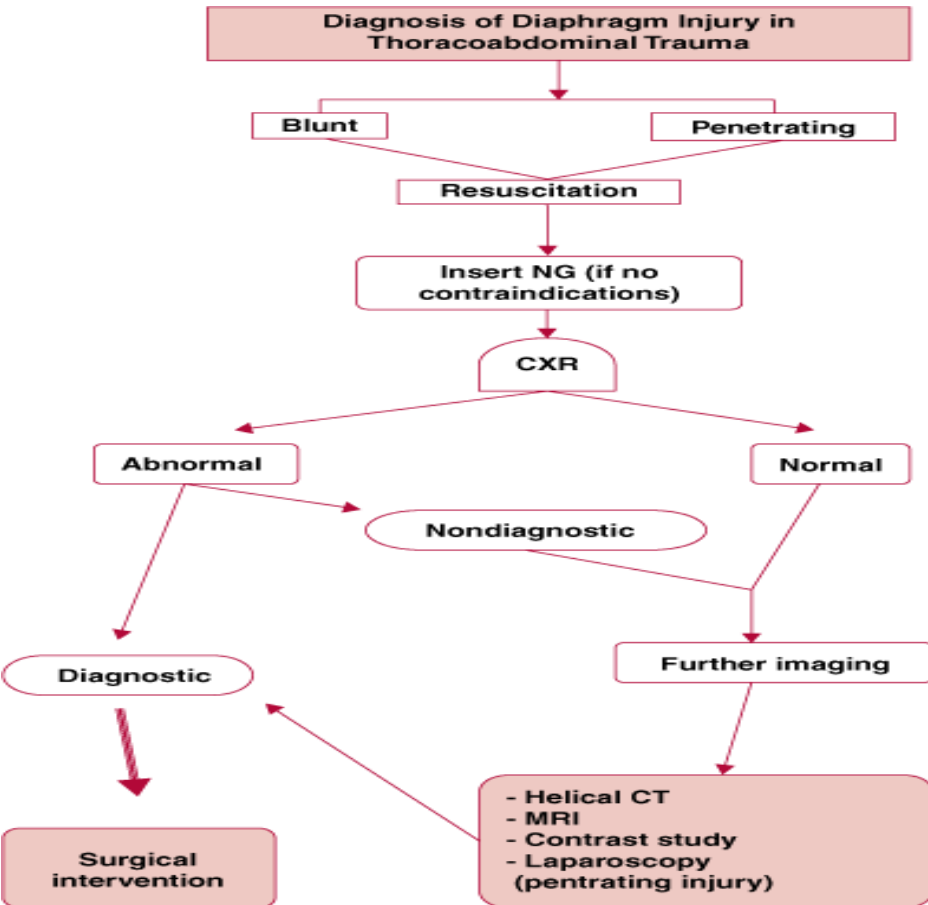 Diagnosis of Diaphragm Injury in
Thoracoabdominal Trauma
Blunt
Penetrating
Resuscitation
Insert NG (if no
contraindications)
CXR
Abnormal
Normal
Nondiagnostic
Diagnostic
Further imaging
- Helical CT
- MRI
- Contrast study
- Laparoscopy
(pentrating injury)
Surgical
intervention